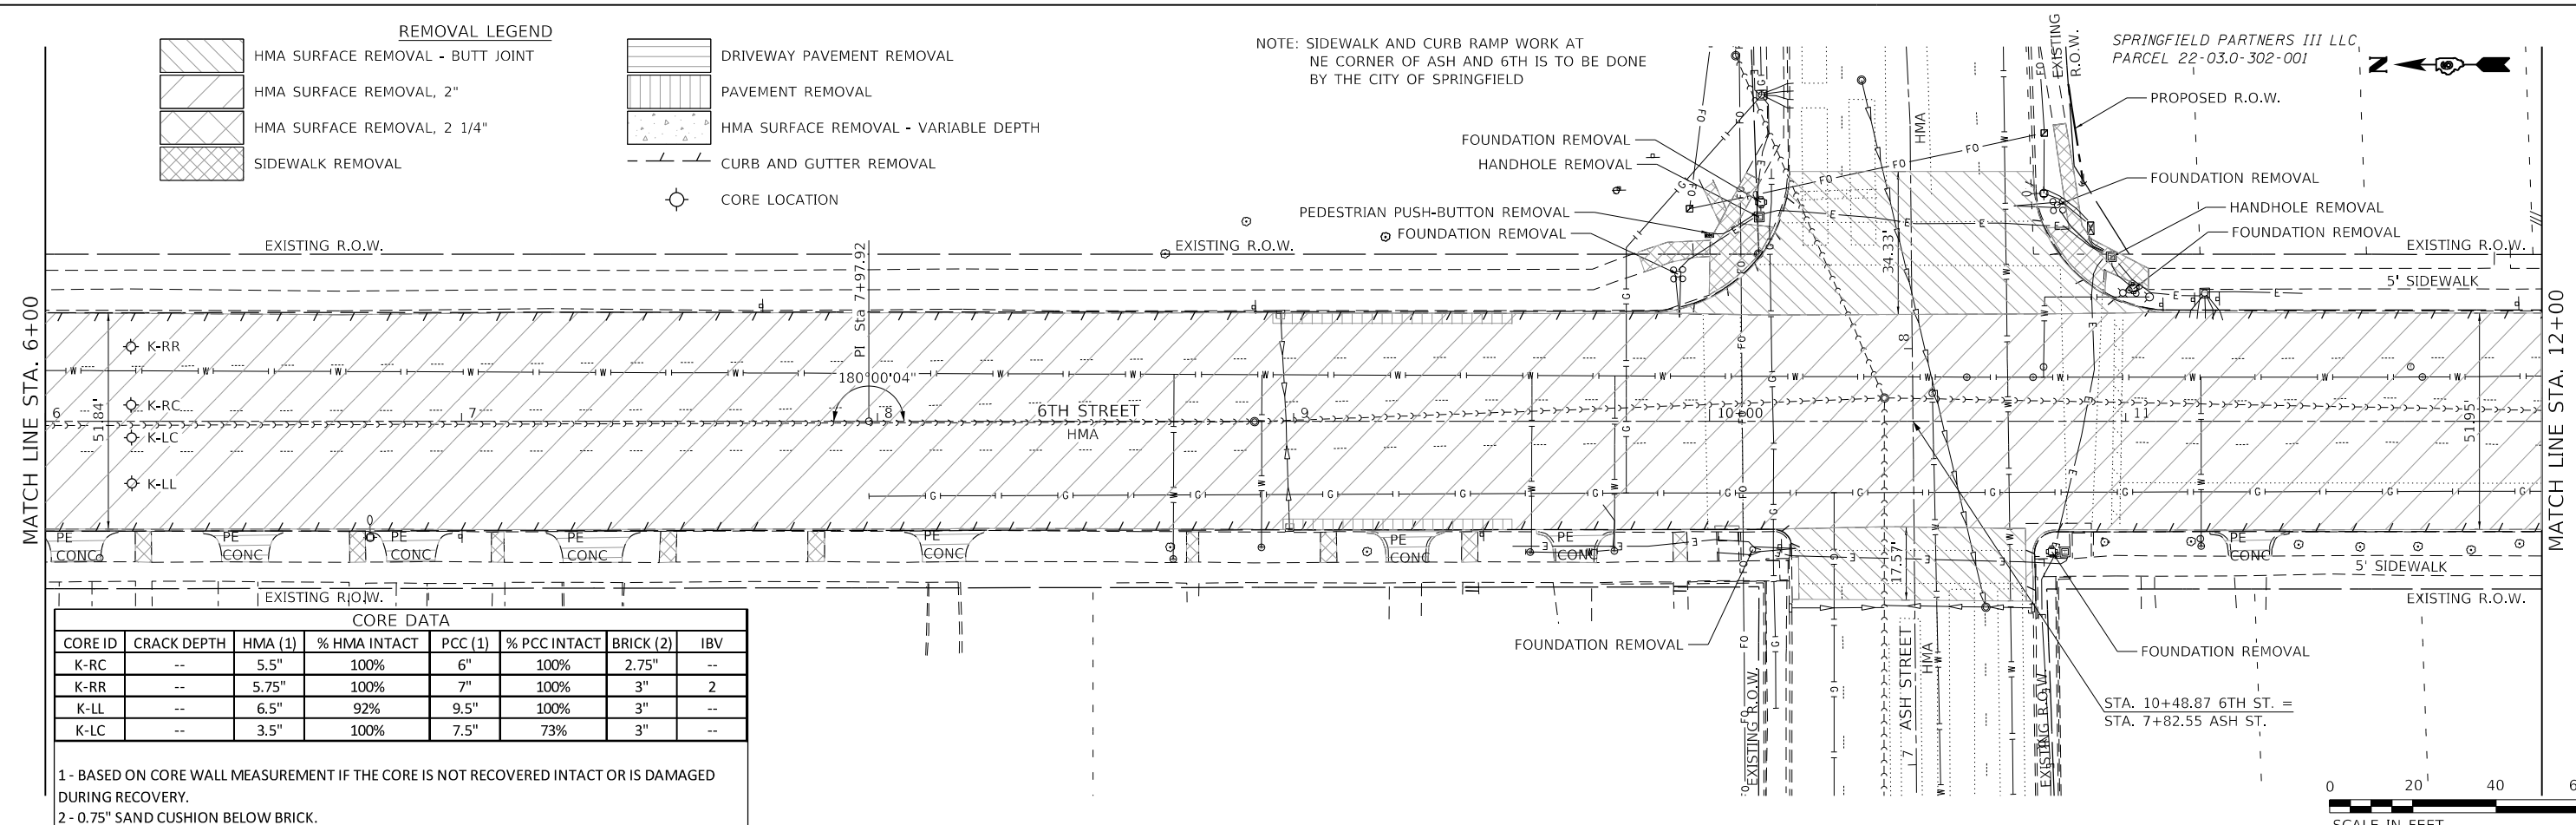 REMOVAL LEGEND
HMA SURFACE REMOVAL - BUTT JOINT
HMA SURFACE REMOVAL, 2"
HMA SURFACE REMOVAL, 2 1/4"
SIDEWALK REMOVAL
DRIVEWAY PAVEMENT REMOVAL
PAVEMENT REMOVAL
HMA SURFACE REMOVAL - VARIABLE DEPTH
CURB AND GUTTER REMOVAL
CORE LOCATION
NOTE: SIDEWALK AND CURB RAMP WORK AT
NE CORNER OF ASH AND 6TH IS TO BE DONE
BY THE CITY OF SPRINGFIELD
EXISTING
R.O.W.
SPRINGFIELD PARTNERS III LLC
PARCEL 22-03.0-302-001
N
PROPOSED R.O.W.
FOUNDATION REMOVAL
HANDHOLE REMOVAL
PEDESTRIAN PUSH-BUTTON REMOVAL
FOUNDATION REMOVAL
FOUNDATION REMOVAL
HANDHOLE REMOVAL
FOUNDATION REMOVAL
HMA
34.33'
8
EXISTING R.O.W.
EXISTING R.O.W.
EXISTING R.O.W.
5' SIDEWALK
MATCH LINE STA. 6+00
MATCH LINE STA. 12+00
PI Sta 7+97.92
180°00'04"
K-RR
K-RC
K-LC
K-LL
51.84'
51.95'
6
7
8
9
10+00
11
6TH STREET
HMA
PE
CONC
PE
CONC
PE
CONC
PE
CONC
PE
CONC
PE
CONC
PE
CONC
PE
CONC
17.57'
5' SIDEWALK
EXISTING R.O.W.
EXISTING R.O.W.
FOUNDATION REMOVAL
FOUNDATION REMOVAL
EXISTING R.O.W.
7
ASH STREET
HMA
EXISTING R.O.W.
STA. 10+48.87 6TH ST. =
STA. 7+82.55 ASH ST.
CORE DATA
CORE ID CRACK DEPTH HMA (1) % HMA INTACT PCC (1) % PCC INTACT BRICK (2) IBV
K-RC -- 5.5" 100% 6" 100% 2.75" --
K-RR -- 5.75" 100% 7" 100% 3" 2
K-LL -- 6.5" 92% 9.5" 100% 3" --
K-LC -- 3.5" 100% 7.5" 73% 3" --
1 - BASED ON CORE WALL MEASUREMENT IF THE CORE IS NOT RECOVERED INTACT OR IS DAMAGED
DURING RECOVERY.
2 - 0.75" SAND CUSHION BELOW BRICK.
0 20 40
SCALE IN FEET